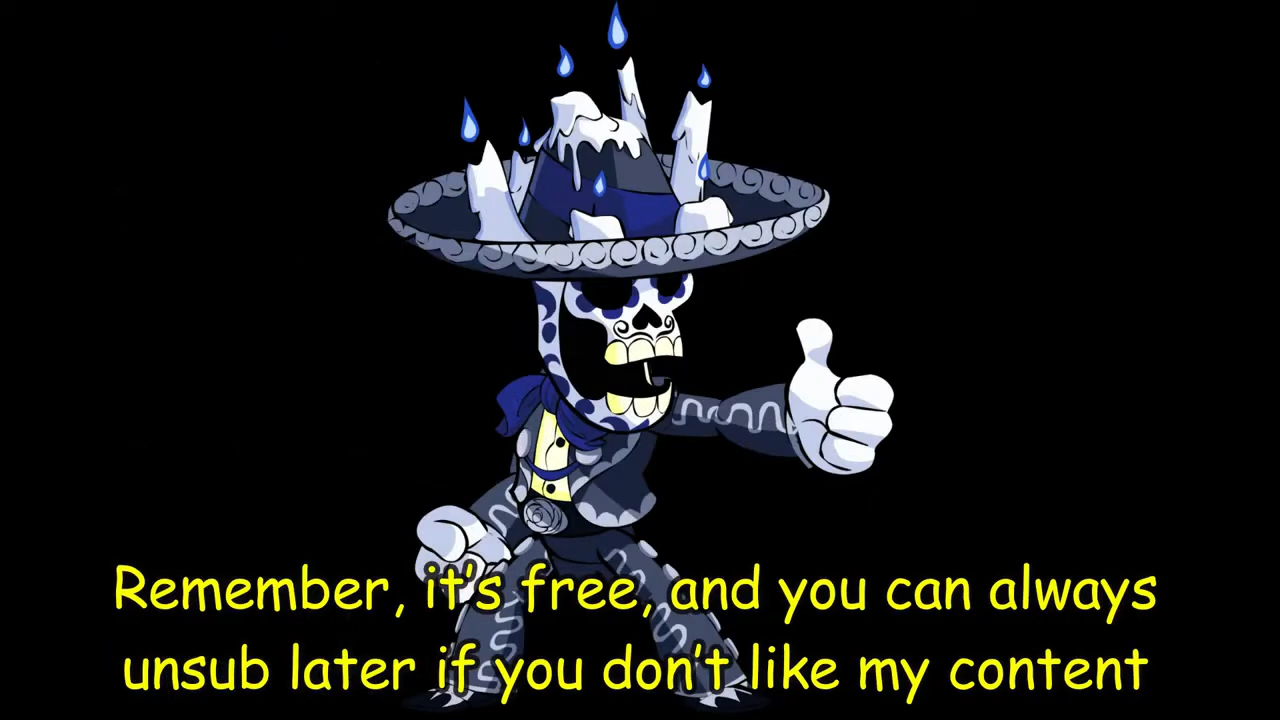 Remember, it's free, and you can always
unsub later if you don't like my content